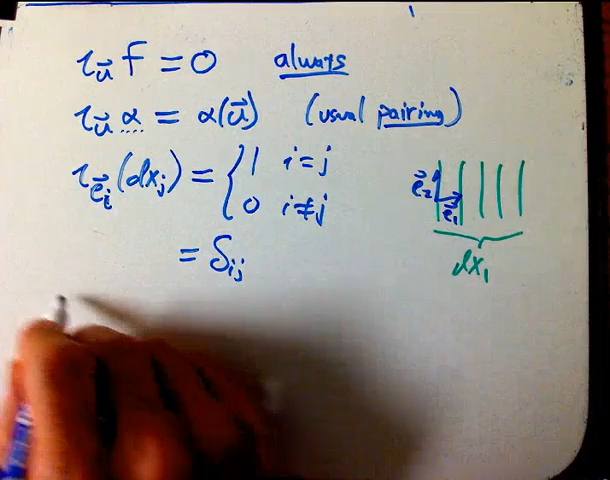 ι_u⃗ f = 0 always
ι_u⃗ α = α(u⃗) (usual pairing)
ι_e⃗ᵢ(dxⱼ) = { 1 i = j
0 i ≠ j
= δᵢⱼ
e⃗₂
e⃗₁
dx₁